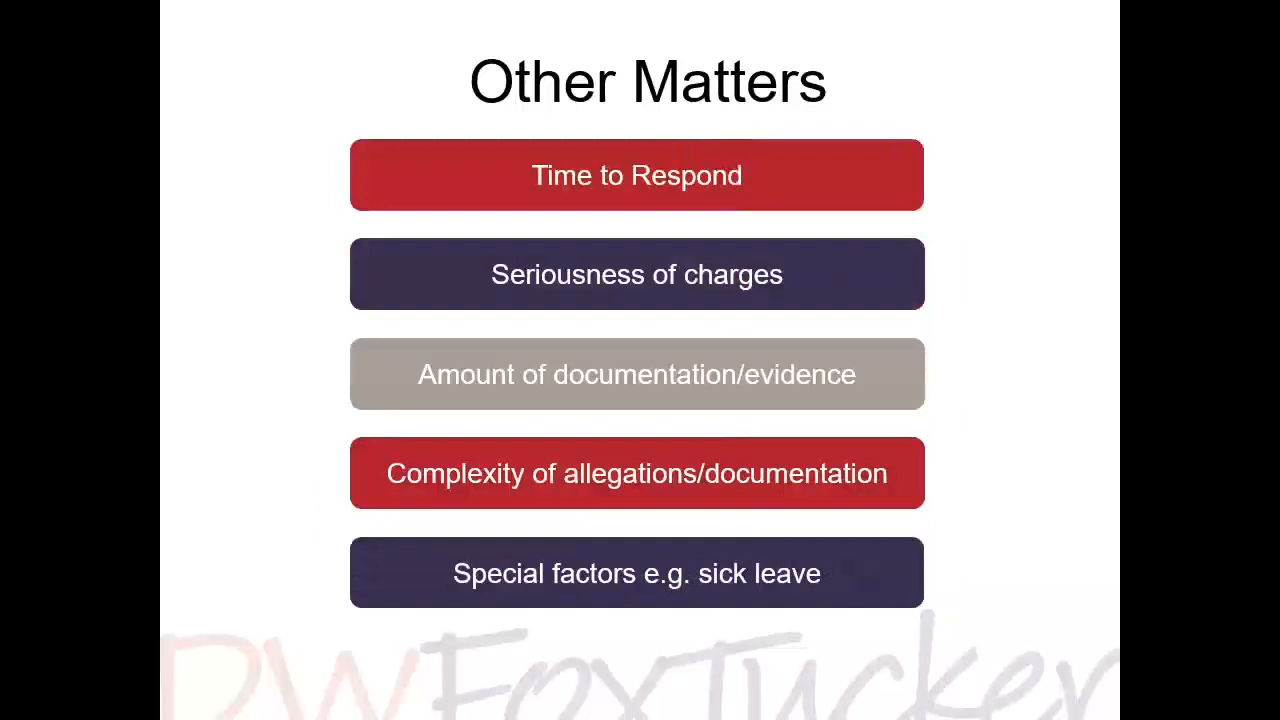 Other Matters
Time to Respond
Seriousness of charges
Amount of documentation/evidence
Complexity of allegations/documentation
Special factors e.g. sick leave
DWFoxTucker